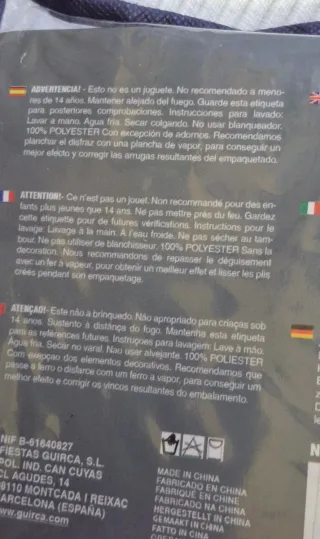 ADVERTENCIA! - Esto no es un juguete. No recomendado a meno-
res de 14 años. Mantener alejado del fuego. Guarde esta etiqueta
para posteriores comprobaciones. Instrucciones para lavado:
Lavar a mano. Agua fria. Secar colgando. No usar blanqueador.
100% POLYESTER Con excepción de adornos. Recomendamos
planchar el disfraz con una plancha de vapor, para conseguir un
mejor efecto y corregir las arrugas resultantes del empaquetado.
ATTENTION!- Ce n'est pas un jouet. Non recommandé pour des en-
fants plus jeunes que 14 ans. Ne pas mettre prés du feu. Gardez
cette étiquette pour de futures vérifications. Instructions pour le
lavage: Lavage à la main. A l'eau froide. Ne pas sécher au tam-
bour. Ne pas utiliser de blanchisseur. 100% POLYESTER Sans la
decoration. Nous recommandons de repasser le déguisement
avec un fer à vapeur, pour obtenir un meilleur effet et lisser les plis
créés pendant son empaquetage.
ATENÇAO!- Este não à brinquedo. Não apropriado para criaças sob
14 anos. Sustento à distânça do fogo. Mantenha esta etiqueta
para as references futures. Instruçoes para lavagem: Lave à mão.
Água fria. Secar no varal. Nao usar alvejante. 100% POLIESTER
Com exepçao dos elementos decorativos. Recomendamos que
passe a ferro o disfarce com um ferro a vapor, para conseguir um
melhor efeito e corrigir os vincos resultantes do embalamento.
NIF B-61640827
FIESTAS GUIRCA, S.L.
POL. IND. CAN CUYAS
CL AGUDES, 14
08110 MONTCADA I REIXAC
BARCELONA (ESPAÑA)
www.guirca.com
MADE IN CHINA
FABRICADO EN CHINA
FABRIQUÉ EN CHINE
FABRICADO NA CHINA
HERGESTELLT IN CHINA
GEMAAKT IN CHINA
FATTO IN CINA